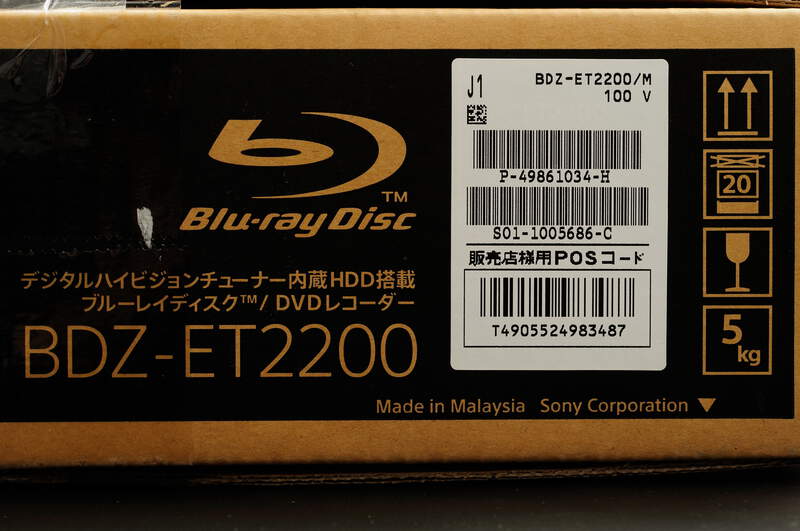 Blu-ray Disc™
デジタルハイビジョンチューナー内蔵HDD搭載
ブルーレイディスク™/DVDレコーダー
BDZ-ET2200
J1
BDZ-ET2200/M
100 V
P-49861034-H
S01-1005686-C
販売店様用POSコード
T4905524983487
20
5kg
Made in Malaysia Sony Corporation ▼